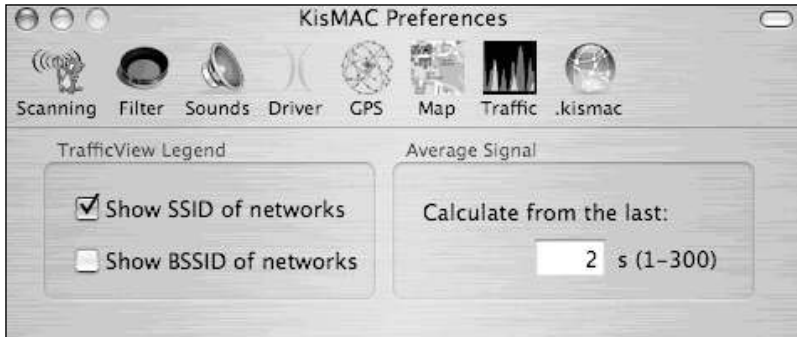 KisMAC Preferences
Scanning Filter Sounds Driver GPS Map Traffic .kismac
TrafficView Legend
Average Signal
Show SSID of networks
Show BSSID of networks
Calculate from the last:
2 s (1-300)